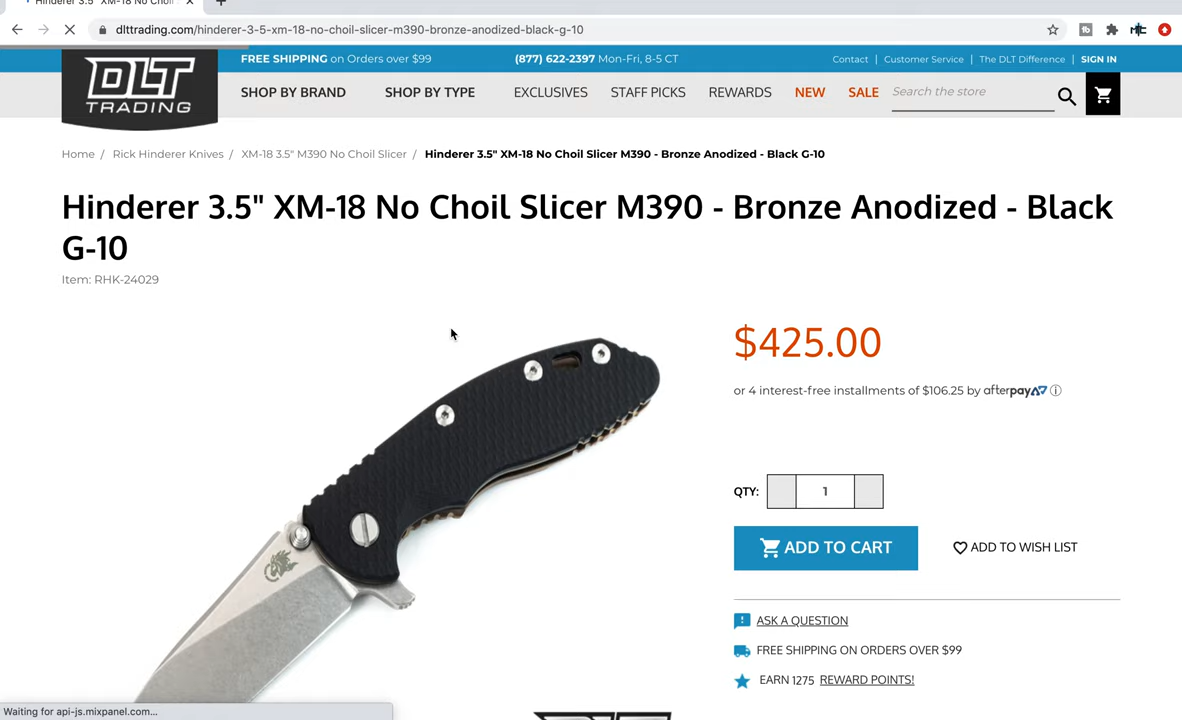 Hinderer 3.5" XM-18 No Choil S
dlttrading.com/hinderer-3-5-xm-18-no-choil-slicer-m390-bronze-anodized-black-g-10
FREE SHIPPING on Orders over $99
(877) 622-2397 Mon-Fri, 8-5 CT
Contact | Customer Service | The DLT Difference | SIGN IN
DLT
TRADING
SHOP BY BRAND
SHOP BY TYPE
EXCLUSIVES
STAFF PICKS
REWARDS
NEW
SALE
Search the store
Home / Rick Hinderer Knives / XM-18 3.5" M390 No Choil Slicer / Hinderer 3.5" XM-18 No Choil Slicer M390 - Bronze Anodized - Black G-10
Hinderer 3.5" XM-18 No Choil Slicer M390 - Bronze Anodized - Black
G-10
Item: RHK-24029
$425.00
or 4 interest-free installments of $106.25 by afterpay
QTY:
1
ADD TO CART
ADD TO WISH LIST
ASK A QUESTION
FREE SHIPPING ON ORDERS OVER $99
EARN 1275 REWARD POINTS!
Waiting for api-js.mixpanel.com...